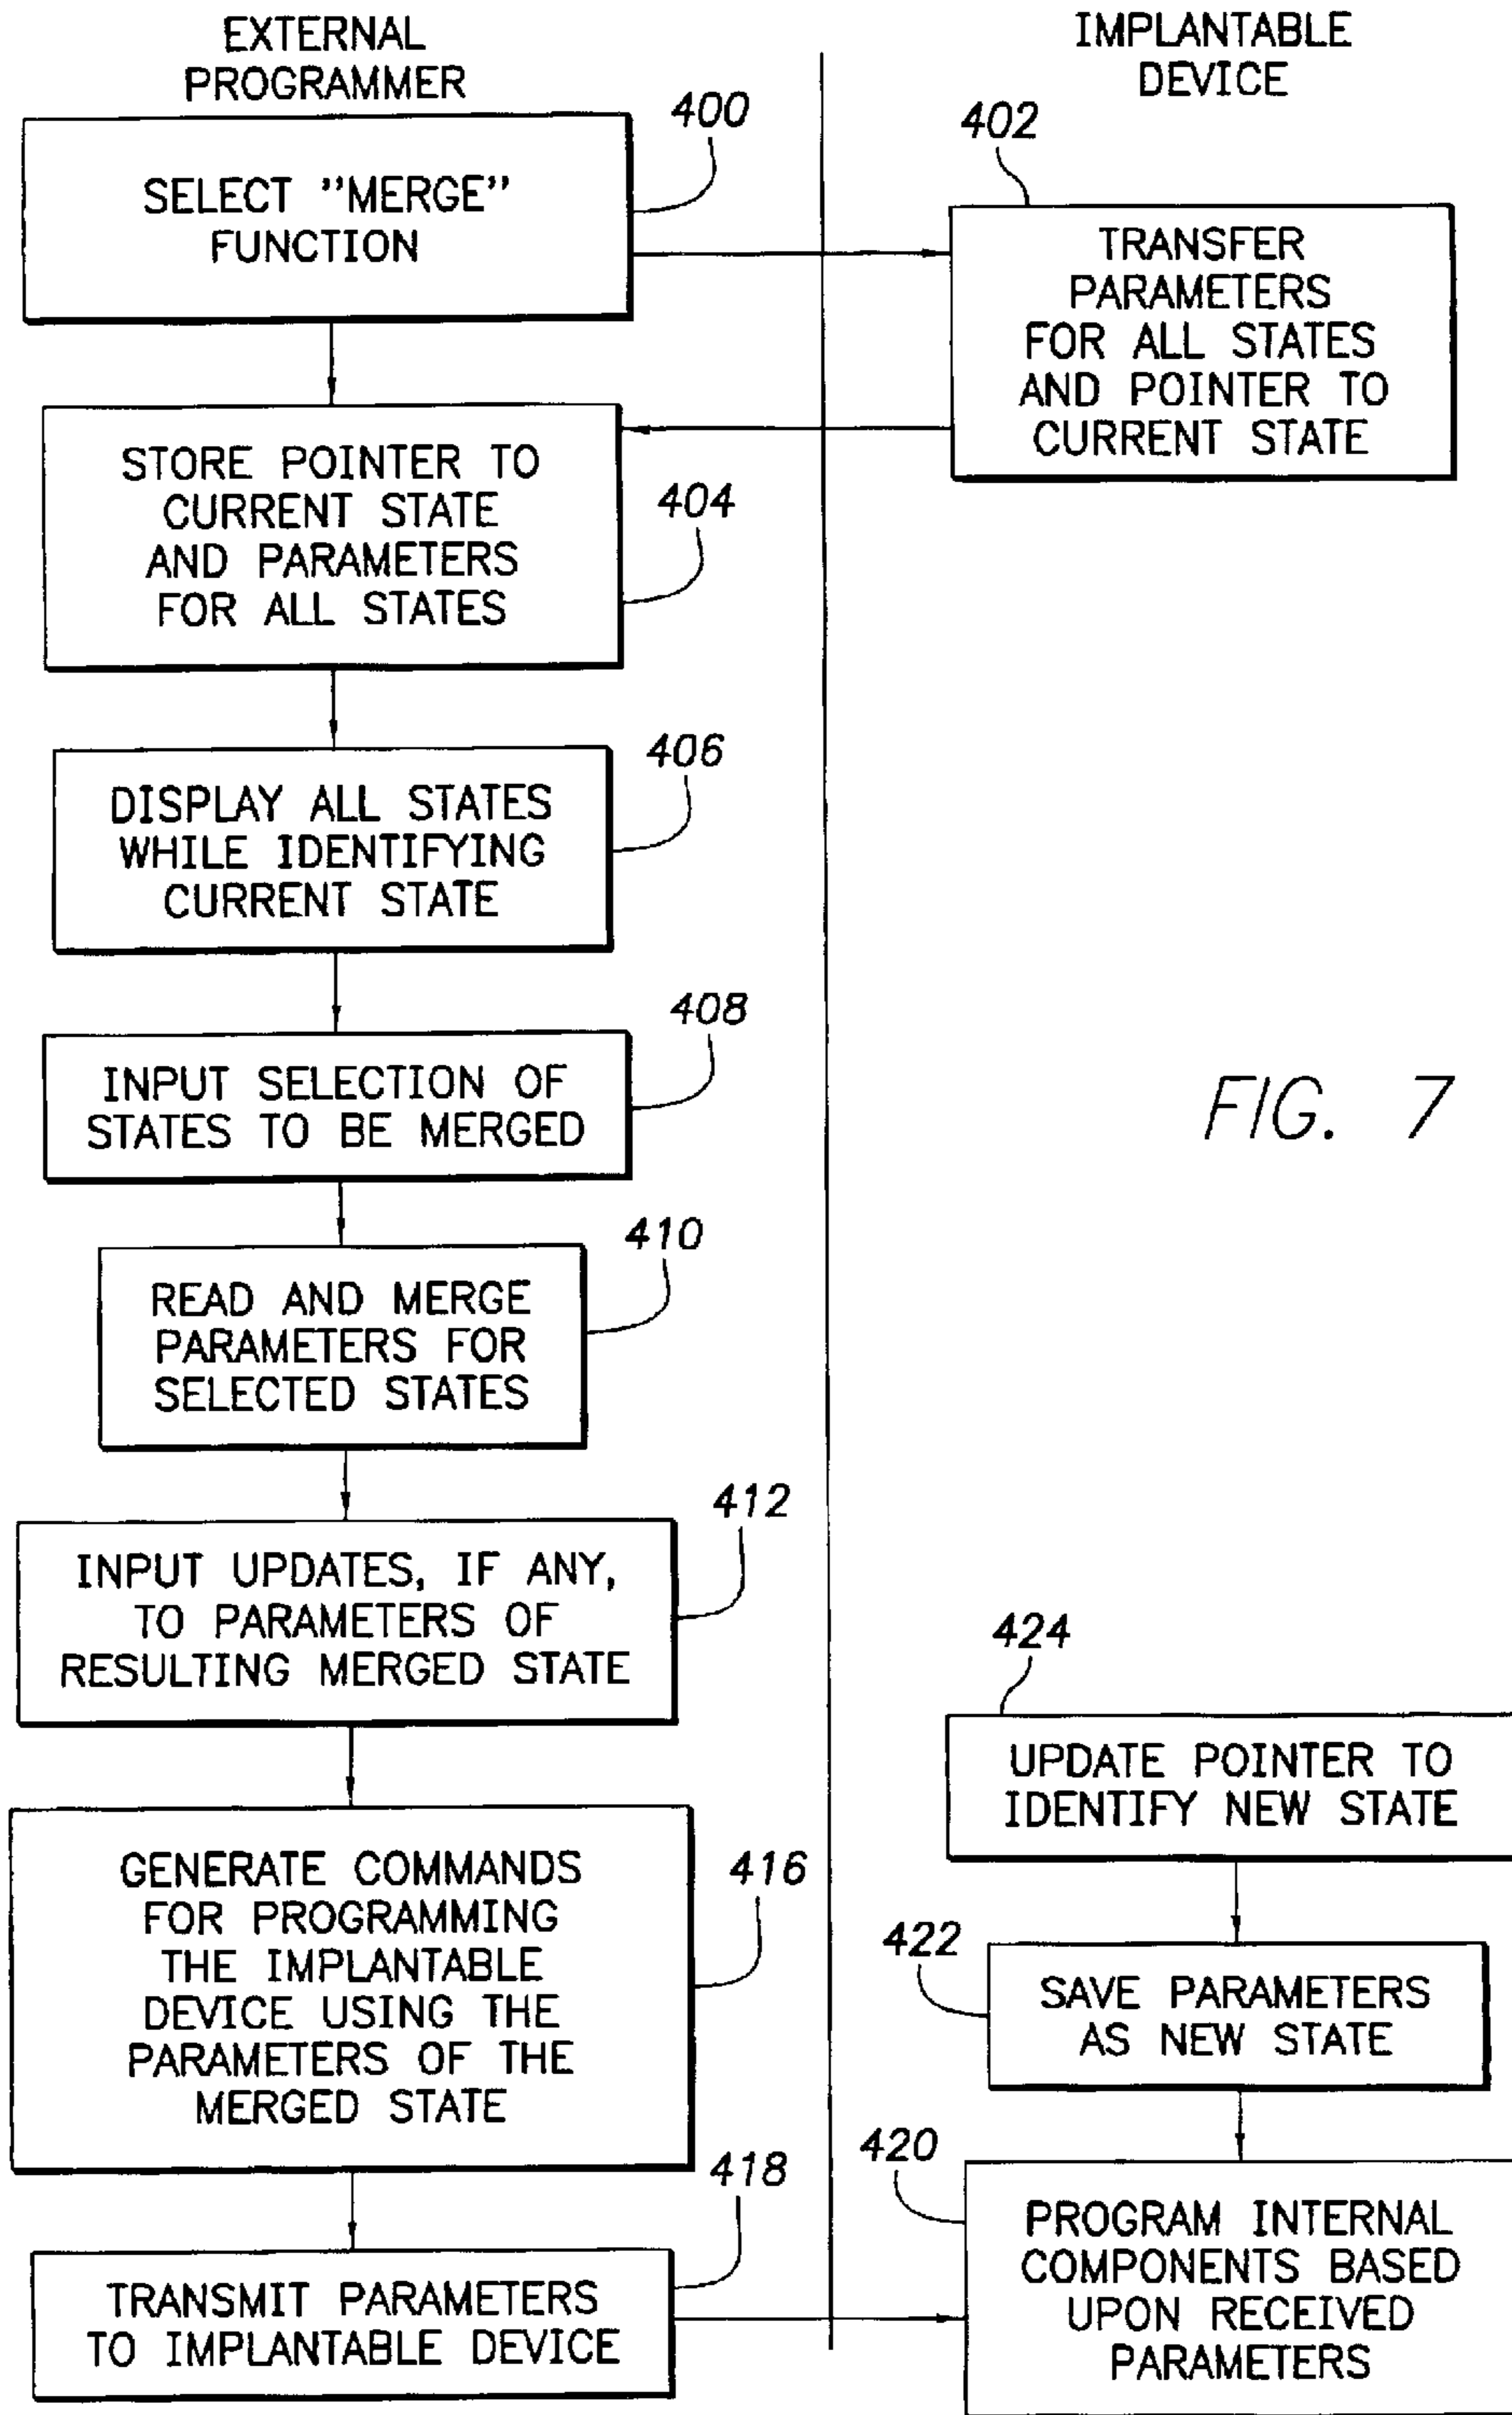 EXTERNAL
PROGRAMMER
IMPLANTABLE
DEVICE
400
SELECT "MERGE"
FUNCTION
402
TRANSFER
PARAMETERS
FOR ALL STATES
AND POINTER TO
CURRENT STATE
STORE POINTER TO
CURRENT STATE
AND PARAMETERS
FOR ALL STATES
404
406
DISPLAY ALL STATES
WHILE IDENTIFYING
CURRENT STATE
408
INPUT SELECTION OF
STATES TO BE MERGED
FIG. 7
410
READ AND MERGE
PARAMETERS FOR
SELECTED STATES
412
INPUT UPDATES, IF ANY,
TO PARAMETERS OF
RESULTING MERGED STATE
424
UPDATE POINTER TO
IDENTIFY NEW STATE
GENERATE COMMANDS
FOR PROGRAMMING
THE IMPLANTABLE
DEVICE USING THE
PARAMETERS OF THE
MERGED STATE
416
422
SAVE PARAMETERS
AS NEW STATE
418
TRANSMIT PARAMETERS
TO IMPLANTABLE DEVICE
420
PROGRAM INTERNAL
COMPONENTS BASED
UPON RECEIVED
PARAMETERS